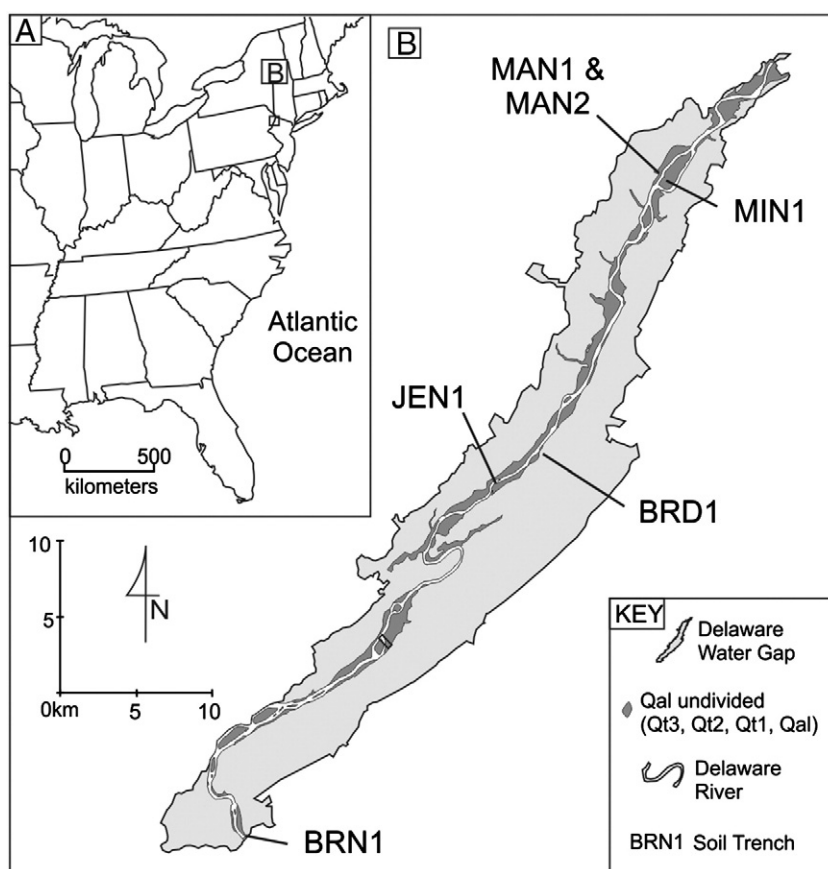 A
B
Atlantic
Ocean
0 500
kilometers
B
MAN1 &
MAN2
MIN1
JEN1
BRD1
BRN1
10
5
0km 5 10
N
KEY
Delaware
Water Gap
Qal undivided
(Qt3, Qt2, Qt1, Qal)
Delaware
River
BRN1 Soil Trench